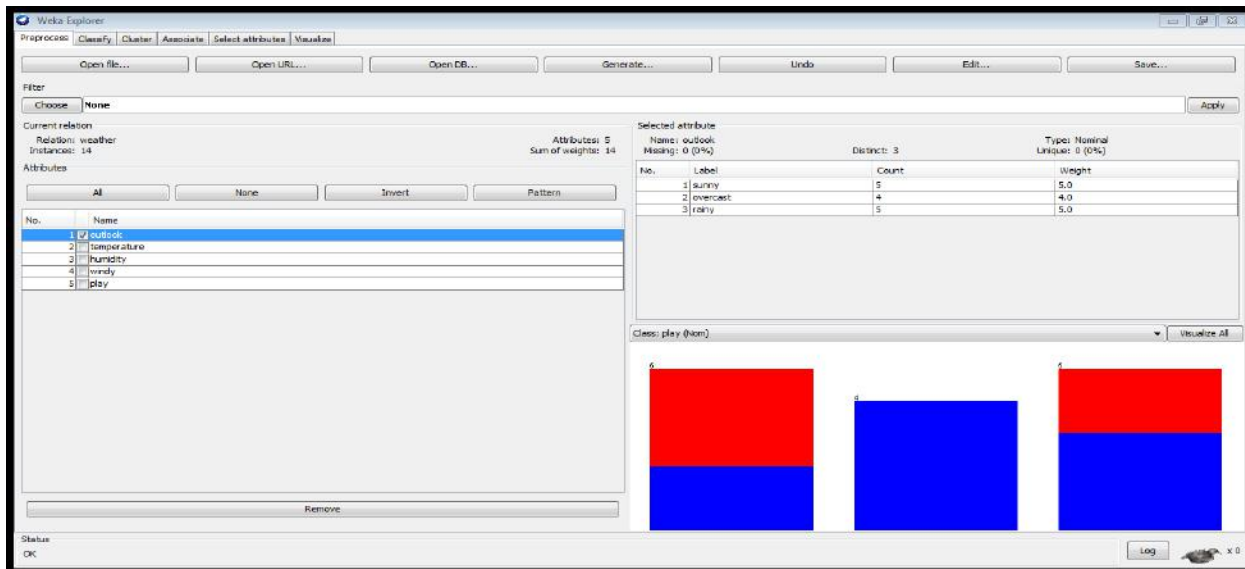 Weka Explorer
Preprocess Classify Cluster Associate Select attributes Visualize
Open file... Open URL... Open DB... Generate... Undo Edit... Save...
Filter
Choose None Apply
Current relation
Relation: weather Attributes: 5
Instances: 14 Sum of weights: 14
Attributes
All None Invert Pattern
No. Name
1 outlook
2 temperature
3 humidity
4 windy
5 play
Remove
Selected attribute
Name: outlook Type: Nominal
Missing: 0 (0%) Distinct: 3 Unique: 0 (0%)
No. Label Count Weight
1 sunny 5 5.0
2 overcast 4 4.0
3 rainy 5 5.0
Class: play (Nom) Visualize All
5 4 5
Status
OK
Log x 0